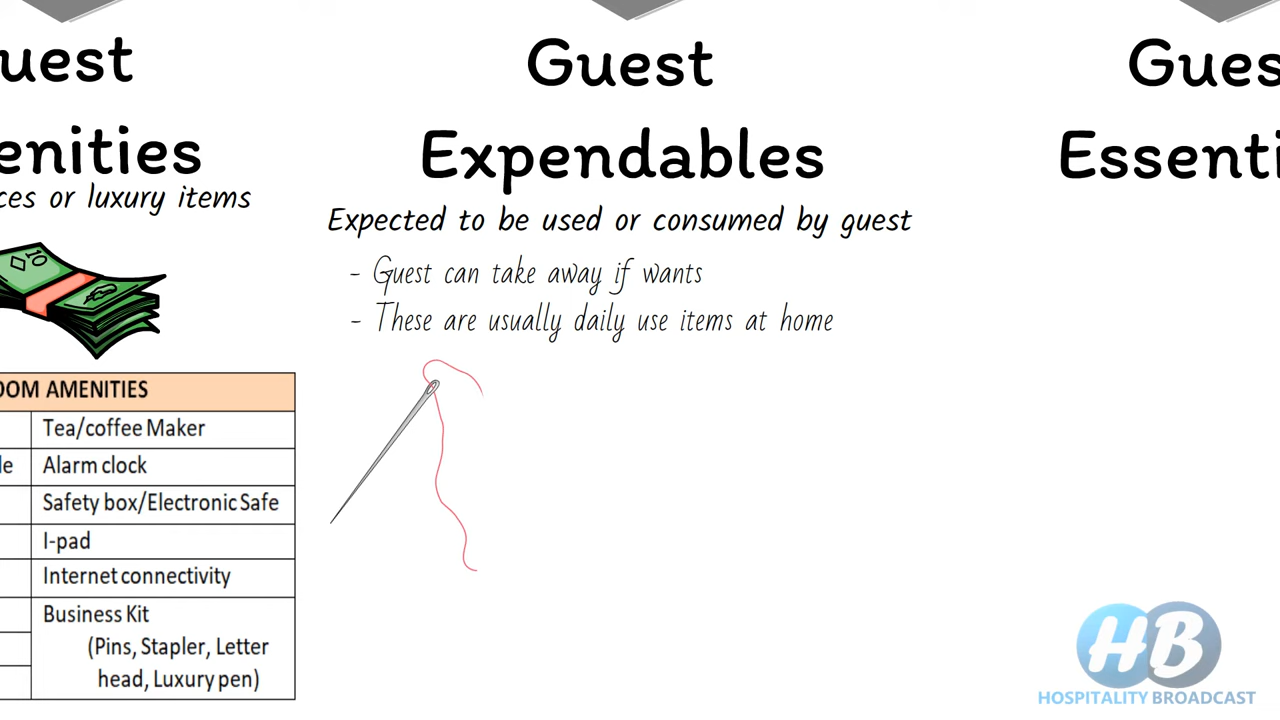 uest
enities
ces or luxury items
OOM AMENITIES
Tea/coffee Maker
le
Alarm clock
Safety box/Electronic Safe
I-pad
Internet connectivity
Business Kit
(Pins, Stapler, Letter
head, Luxury pen)
Guest
Expendables
Expected to be used or consumed by guest
- Guest can take away if wants
- These are usually daily use items at home
Gues
Essenti
HB
HOSPITALITY BROADCAST